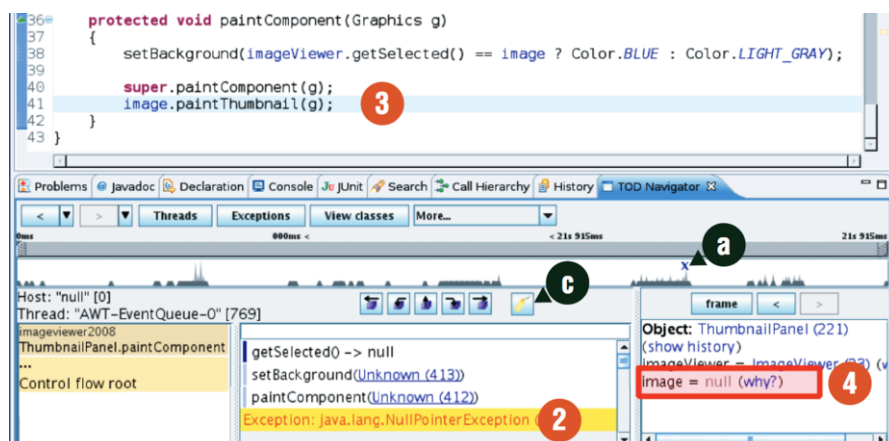 36 protected void paintComponent(Graphics g)
37 {
38 setBackground(imageViewer.getSelected() == image ? Color.BLUE : Color.LIGHT_GRAY);
39
40 super.paintComponent(g);
41 image.paintThumbnail(g); 3
42 }
43 }
Problems @ Javadoc Declaration Console Ju JUnit Search Call Hierarchy History TOD Navigator
< > Threads Exceptions View classes More...
0ms 000ms < < 21s 915ms 21s 915ms
x a
Host: "null" [0] c
Thread: "AWT-EventQueue-0" [769] frame < >
imageviewer2008
ThumbnailPanel.paintComponent
...
Control flow root
getSelected() -> null
setBackground(Unknown (413))
paintComponent(Unknown (412))
Exception: java.lang.NullPointerException ( 2
Object: ThumbnailPanel (221)
(show history)
imageViewer = ImageViewer (23) (w
image = null (why?) 4